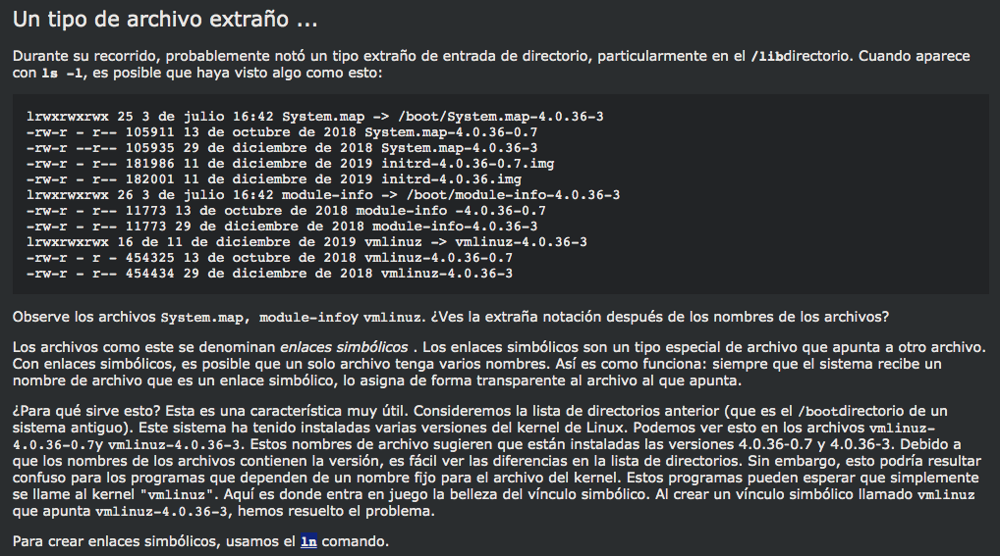 Un tipo de archivo extraño ...
Durante su recorrido, probablemente notó un tipo extraño de entrada de directorio, particularmente en el /libdirectorio. Cuando aparece
con ls -l, es posible que haya visto algo como esto:
lrwxrwxrwx 25 3 de julio 16:42 System.map -> /boot/System.map-4.0.36-3
-rw-r - r-- 105911 13 de octubre de 2018 System.map-4.0.36-0.7
-rw-r --r-- 105935 29 de diciembre de 2018 System.map-4.0.36-3
-rw-r - r-- 181986 11 de diciembre de 2019 initrd-4.0.36-0.7.img
-rw-r - r-- 182001 11 de diciembre de 2019 initrd-4.0.36.img
lrwxrwxrwx 26 3 de julio 16:42 module-info -> /boot/module-info-4.0.36-3
-rw-r - r-- 11773 13 de octubre de 2018 module-info -4.0.36-0.7
-rw-r - r-- 11773 29 de diciembre de 2018 module-info-4.0.36-3
lrwxrwxrwx 16 de 11 de diciembre de 2019 vmlinuz -> vmlinuz-4.0.36-3
-rw-r - r - 454325 13 de octubre de 2018 vmlinuz-4.0.36-0.7
-rw-r - r-- 454434 29 de diciembre de 2018 vmlinuz-4.0.36-3
Observe los archivos System.map, module-infoy vmlinuz. ¿Ves la extraña notación después de los nombres de los archivos?
Los archivos como este se denominan enlaces simbólicos . Los enlaces simbólicos son un tipo especial de archivo que apunta a otro archivo.
Con enlaces simbólicos, es posible que un solo archivo tenga varios nombres. Así es como funciona: siempre que el sistema recibe un
nombre de archivo que es un enlace simbólico, lo asigna de forma transparente al archivo al que apunta.
¿Para qué sirve esto? Esta es una característica muy útil. Consideremos la lista de directorios anterior (que es el /bootdirectorio de un
sistema antiguo). Este sistema ha tenido instaladas varias versiones del kernel de Linux. Podemos ver esto en los archivos vmlinuz-
4.0.36-0.7y vmlinuz-4.0.36-3. Estos nombres de archivo sugieren que están instaladas las versiones 4.0.36-0.7 y 4.0.36-3. Debido a
que los nombres de los archivos contienen la versión, es fácil ver las diferencias en la lista de directorios. Sin embargo, esto podría resultar
confuso para los programas que dependen de un nombre fijo para el archivo del kernel. Estos programas pueden esperar que simplemente
se llame al kernel "vmlinuz". Aquí es donde entra en juego la belleza del vínculo simbólico. Al crear un vínculo simbólico llamado vmlinuz
que apunta vmlinuz-4.0.36-3, hemos resuelto el problema.
Para crear enlaces simbólicos, usamos el ln comando.